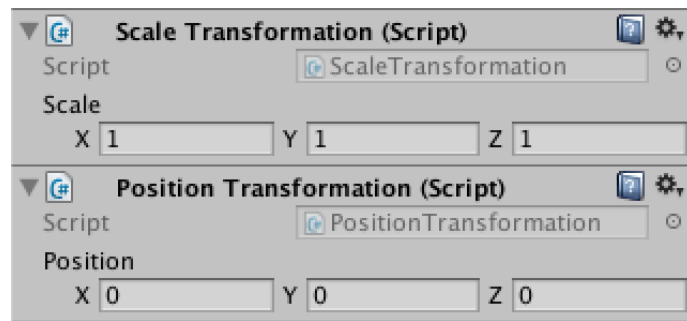 Scale Transformation (Script)
Script ScaleTransformation
Scale
X 1 Y 1 Z 1
Position Transformation (Script)
Script PositionTransformation
Position
X 0 Y 0 Z 0